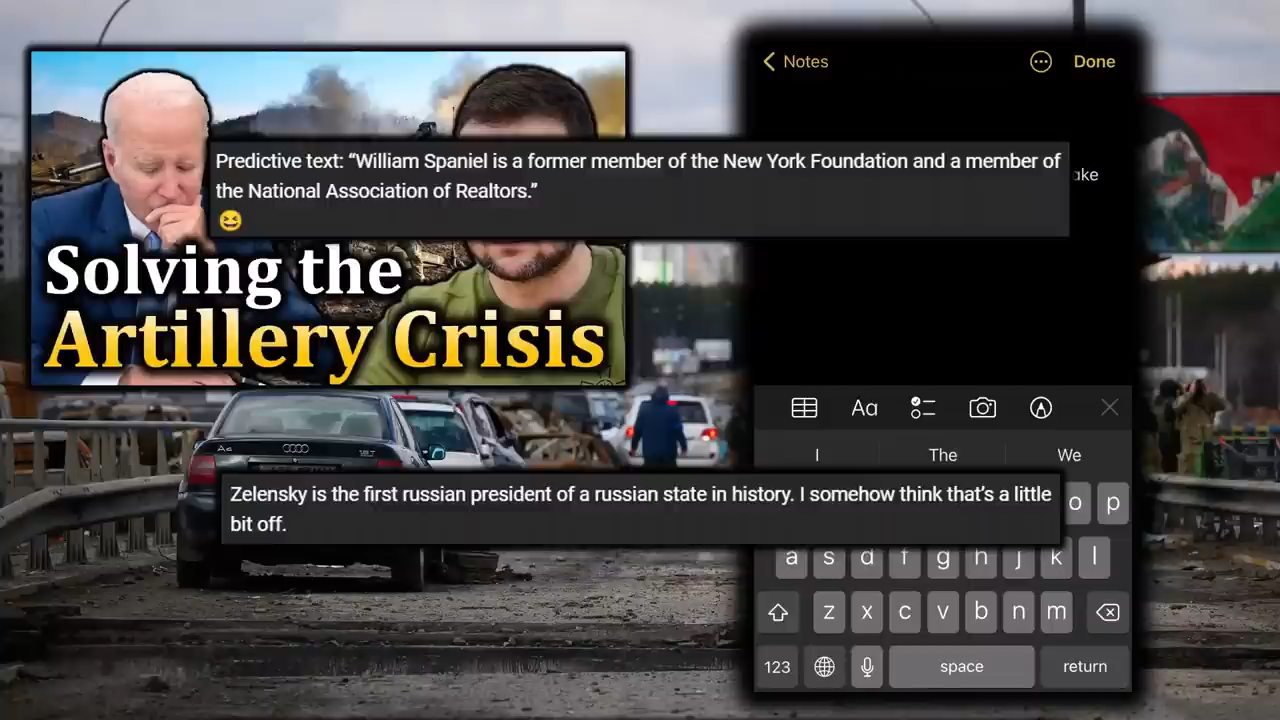 Notes
Done
Predictive text: “William Spaniel is a former member of the New York Foundation and a member of
the National Association of Realtors.”
😆
ake
Solving the
Artillery Crisis
Aa
I
The
We
Zelensky is the first russian president of a russian state in history. I somehow think that’s a little
bit off.
o p
a s d f g h j k l
z x c v b n m
123
space
return
A4